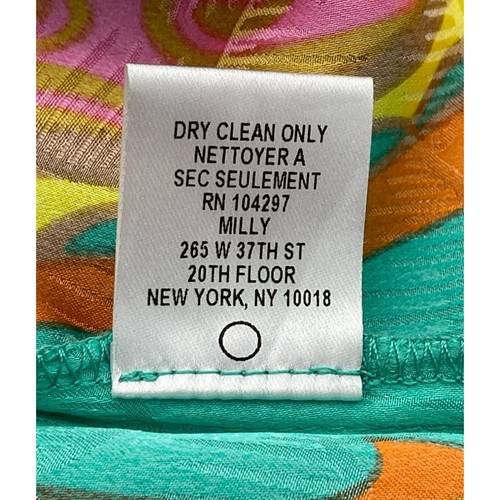 DRY CLEAN ONLY
NETTOYER A
SEC SEULEMENT
RN 104297
MILLY
265 W 37TH ST
20TH FLOOR
NEW YORK, NY 10018